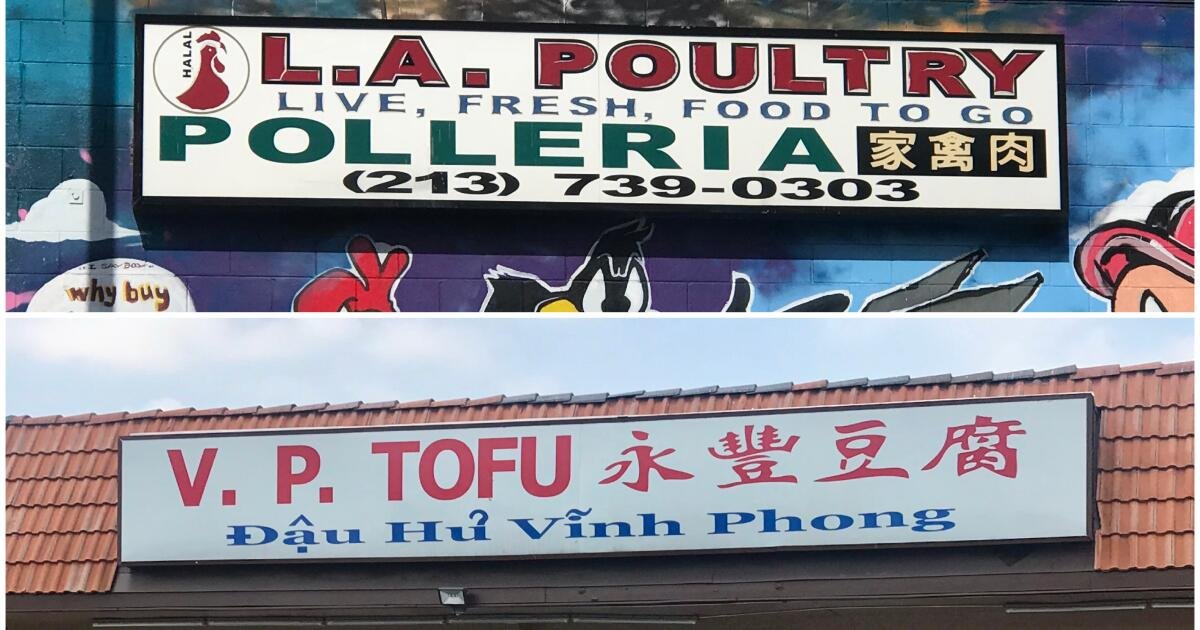 HALAL
L.A. POULTRY
LIVE, FRESH, FOOD TO GO
POLLERIA 家禽肉
(213) 739-0303
why buy
V. P. TOFU 永豐豆腐
Đậu Hủ Vĩnh Phong